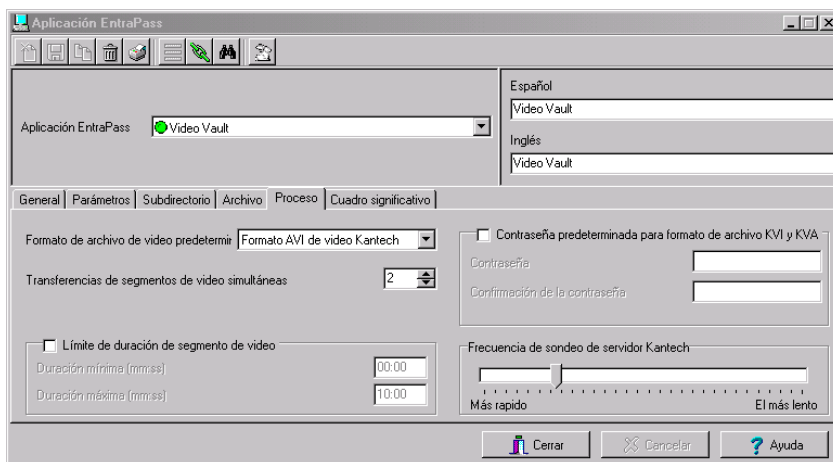 Aplicación EntraPass
Español
Video Vault
Aplicación EntraPass
Video Vault
Inglés
Video Vault
General
Parámetros
Subdirectorio
Archivo
Proceso
Cuadro significativo
Formato de archivo de video predetermir
Formato AVI de video Kantech
Transferencias de segmentos de video simultáneas
2
Contraseña predeterminada para formato de archivo KVI y KVA
Contraseña
Confirmación de la contraseña
Límite de duración de segmento de video
Duración mínima (mm:ss)
00:00
Duración méxima (mm:ss)
10:00
Frecuencia de sondeo de servidor Kantech
Más rapido
El más lento
Cerrar
Cancelar
Ayuda